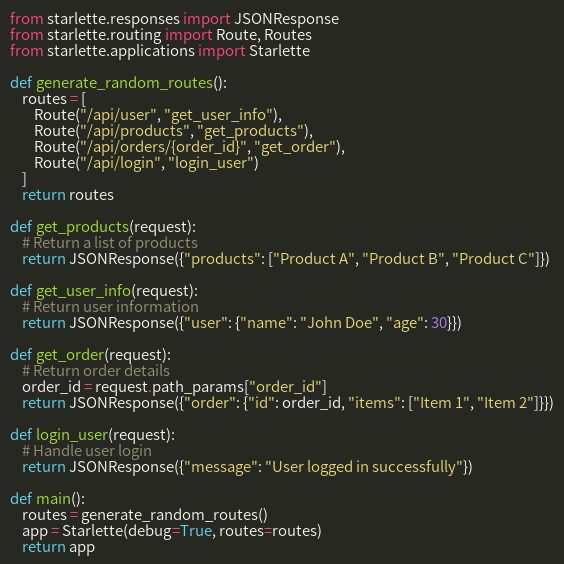 from starlette.responses import JSONResponse
from starlette.routing import Route, Routes
from starlette.applications import Starlette

def generate_random_routes():
    routes = [
        Route("/api/user", "get_user_info"),
        Route("/api/products", "get_products"),
        Route("/api/orders/{order_id}", "get_order"),
        Route("/api/login", "login_user")
    ]
    return routes

def get_products(request):
    # Return a list of products
    return JSONResponse({"products": ["Product A", "Product B", "Product C"]})

def get_user_info(request):
    # Return user information
    return JSONResponse({"user": {"name": "John Doe", "age": 30}})

def get_order(request):
    # Return order details
    order_id = request.path_params["order_id"]
    return JSONResponse({"order": {"id": order_id, "items": ["Item 1", "Item 2"]}})

def login_user(request):
    # Handle user login
    return JSONResponse({"message": "User logged in successfully"})

def main():
    routes = generate_random_routes()
    app = Starlette(debug=True, routes=routes)
    return app